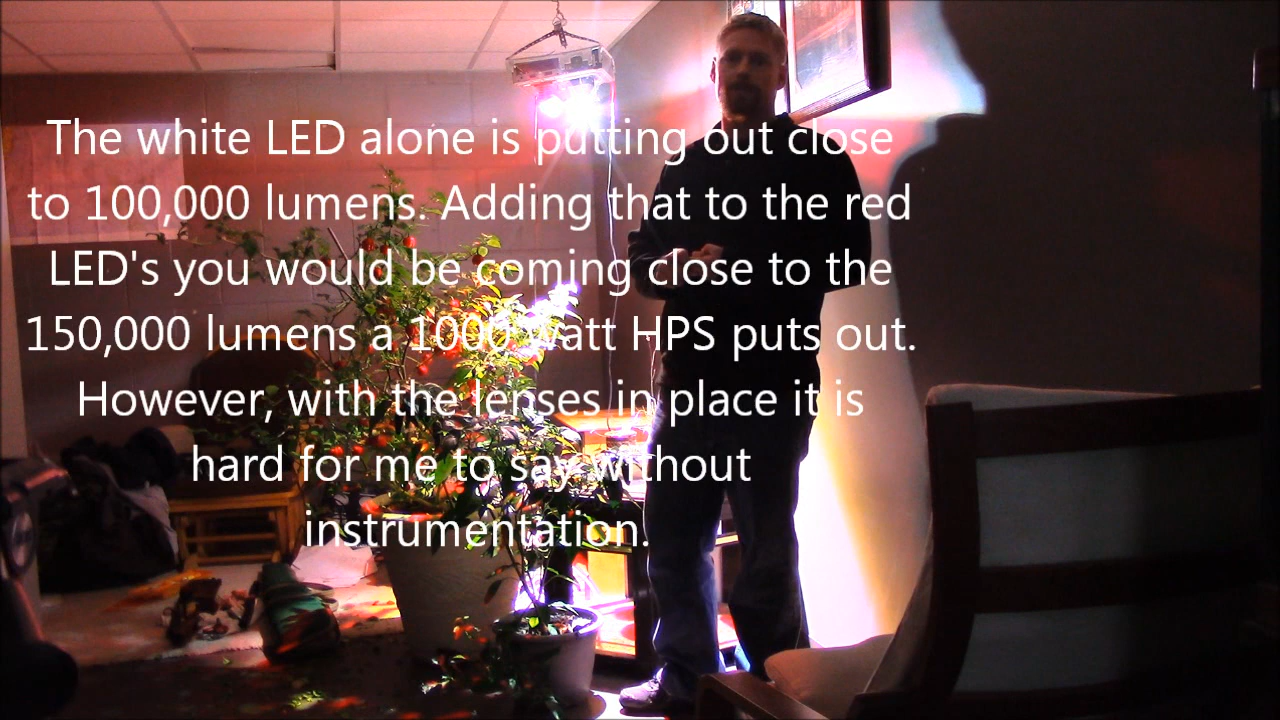 The white LED alone is putting out close
to 100,000 lumens. Adding that to the red
LED's you would be coming close to the
150,000 lumens a 1000 watt HPS puts out.
However, with the lenses in place it is
hard for me to say without
instrumentation.